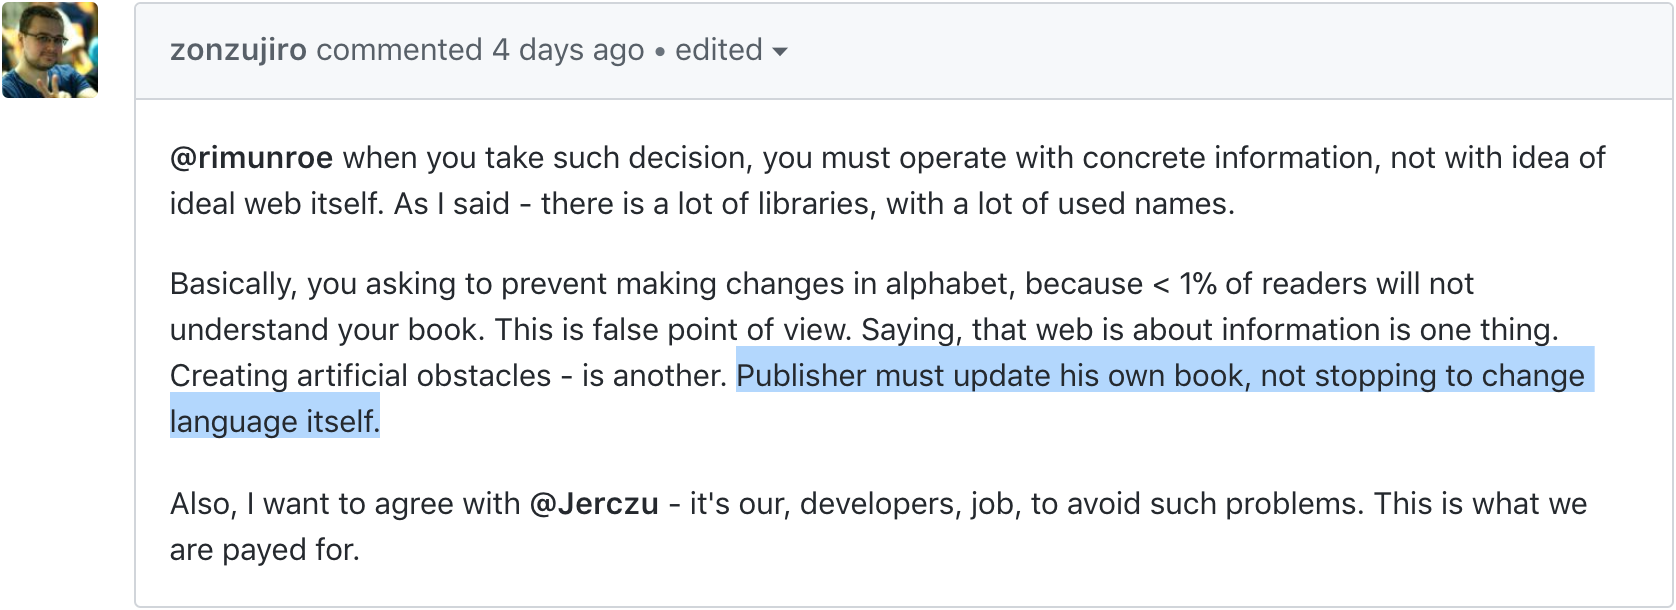 zonzujiro commented 4 days ago • edited
@rimunroe when you take such decision, you must operate with concrete information, not with idea of
ideal web itself. As I said - there is a lot of libraries, with a lot of used names.
Basically, you asking to prevent making changes in alphabet, because < 1% of readers will not
understand your book. This is false point of view. Saying, that web is about information is one thing.
Creating artificial obstacles - is another. Publisher must update his own book, not stopping to change
language itself.
Also, I want to agree with @Jerczu - it's our, developers, job, to avoid such problems. This is what we
are payed for.